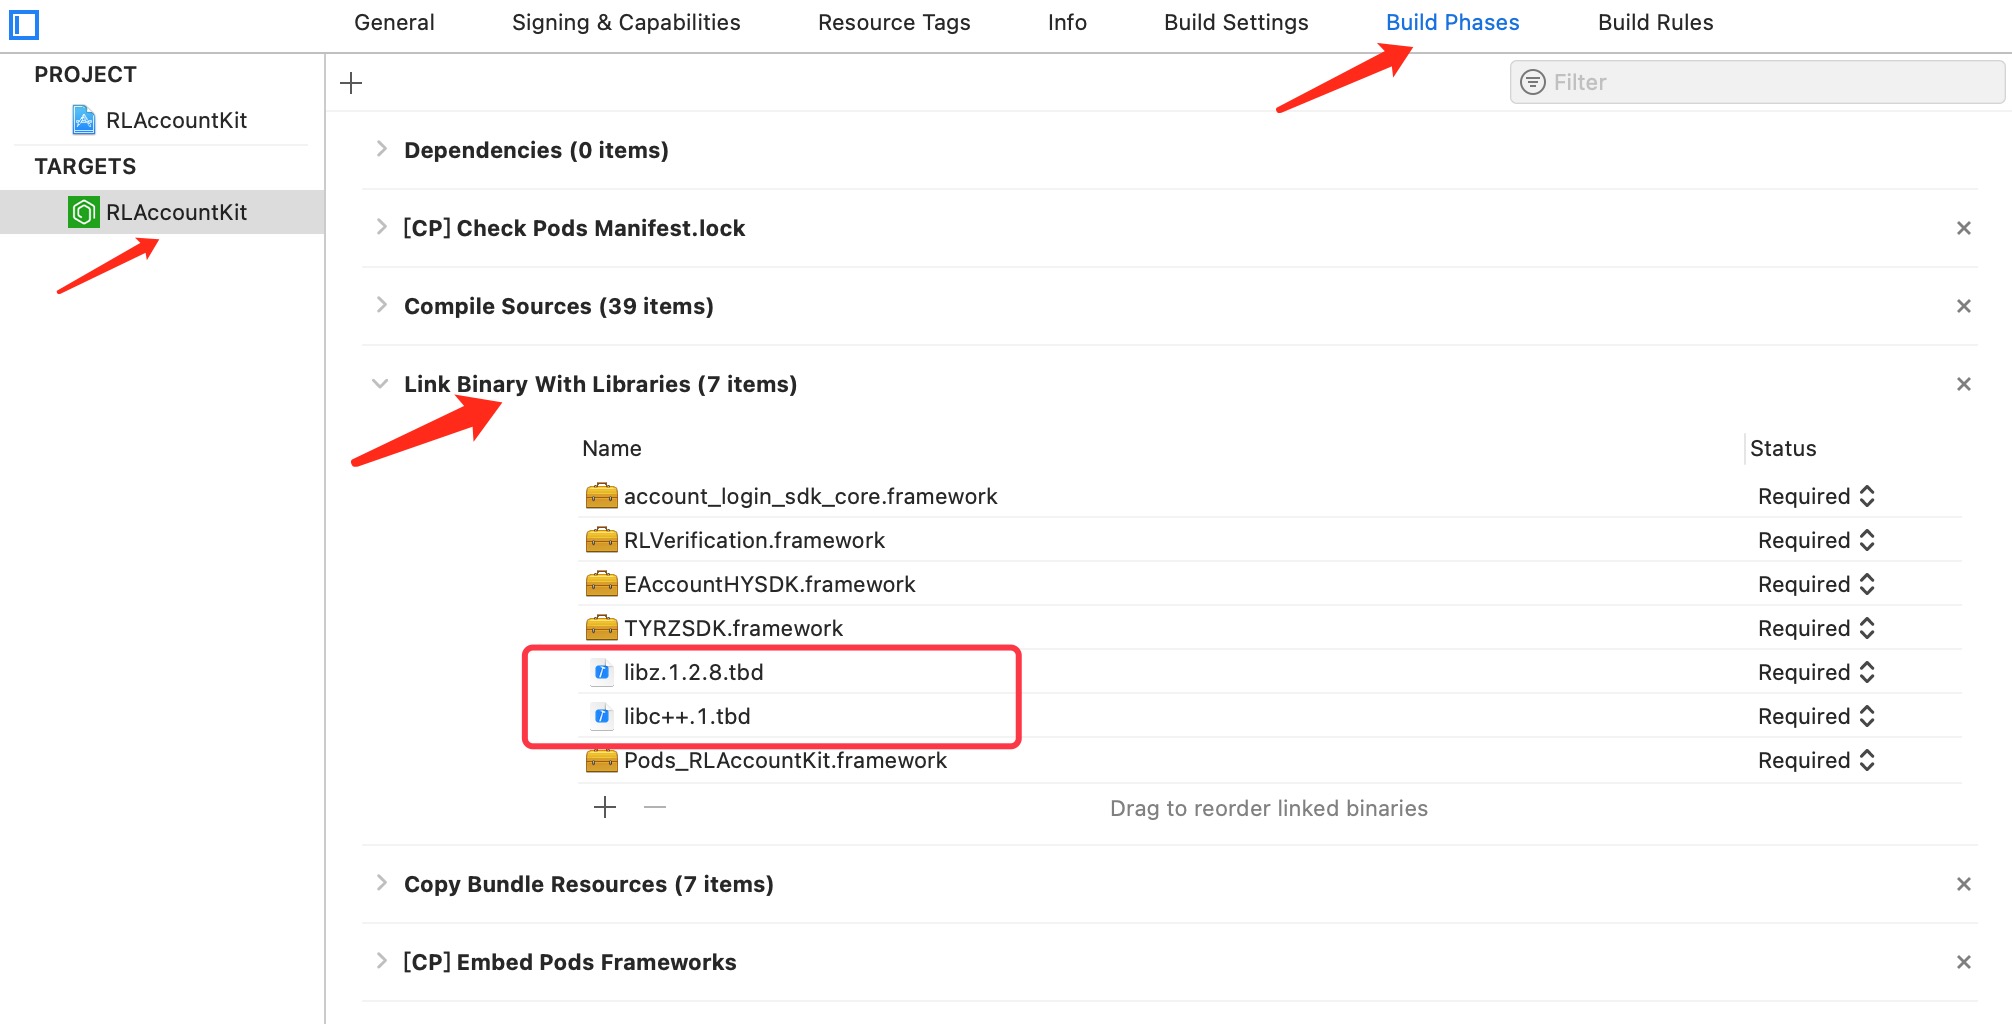 General Signing & Capabilities Resource Tags Info Build Settings Build Phases Build Rules
PROJECT
RLAccountKit
TARGETS
RLAccountKit
Filter
Dependencies (0 items)
[CP] Check Pods Manifest.lock
Compile Sources (39 items)
Link Binary With Libraries (7 items)
Name Status
account_login_sdk_core.framework Required
RLVerification.framework Required
EAccountHYSDK.framework Required
TYRZSDK.framework Required
libz.1.2.8.tbd Required
libc++.1.tbd Required
Pods_RLAccountKit.framework Required
Drag to reorder linked binaries
Copy Bundle Resources (7 items)
[CP] Embed Pods Frameworks